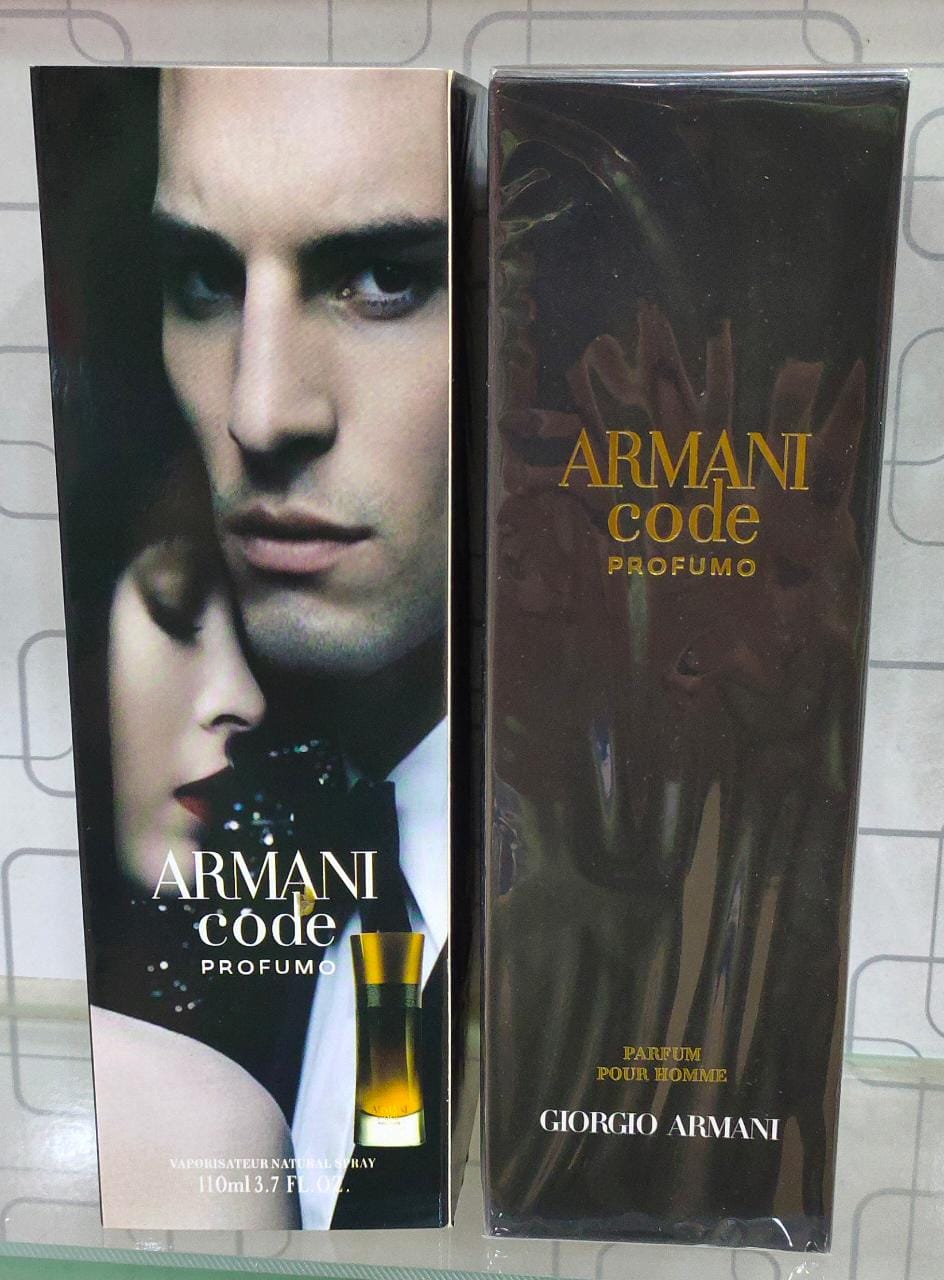 ARMANI
code
PROFUMO
VAPORISATEUR NATURAL SPRAY
110ml 3.7 FL.OZ.
ARMANI
code
PROFUMO
PARFUM
POUR HOMME
GIORGIO ARMANI